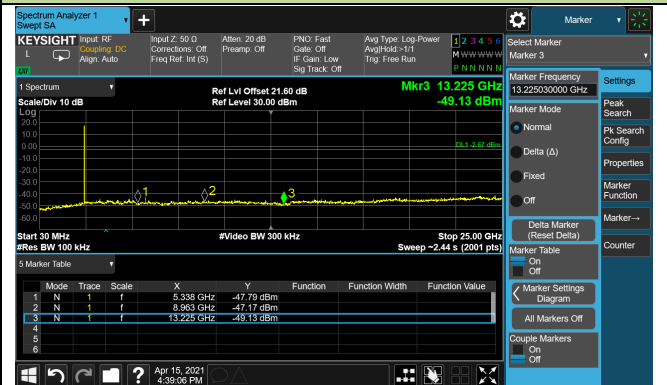 Spectrum Analyzer 1
Swept SA
Marker
KEYSIGHT
L
LXI
Input: RF
Coupling: DC
Align: Auto
Input Z: 50 Ω
Corrections: Off
Freq Ref: Int (S)
Atten: 20 dB
Preamp: Off
PNO: Fast
Gate: Off
IF Gain: Low
Sig Track: Off
Avg Type: Log-Power
Avg|Hold:>1/1
Trig: Free Run
1 2 3 4 5 6
M W W W W W
P N N N N N
Select Marker
Marker 3
1 Spectrum
Scale/Div 10 dB
Log
Ref Lvl Offset 21.60 dB
Ref Level 30.00 dBm
Mkr3 13.225 GHz
-49.13 dBm
20.0
10.0
0.00
-10.0
-20.0
-30.0
-40.0
-50.0
-60.0
DL1 -2.67 dBm
1
2
3
Start 30 MHz
#Res BW 100 kHz
#Video BW 300 kHz
Stop 25.00 GHz
Sweep ~2.44 s (2001 pts)
5 Marker Table
Mode Trace Scale X Y Function Function Width Function Value
1 N 1 f 5.338 GHz -47.79 dBm
2 N 1 f 8.963 GHz -47.17 dBm
3 N 1 f 13.225 GHz -49.13 dBm
4
5
6
Marker Frequency
13.225030000 GHz
Marker Mode
Normal
Delta (Δ)
Fixed
Off
Delta Marker
(Reset Delta)
Marker Table
On
Off
Marker Settings
Diagram
All Markers Off
Couple Markers
On
Off
Settings
Peak
Search
Pk Search
Config
Properties
Marker
Function
Marker→
Counter
Apr 15, 2021
4:39:06 PM